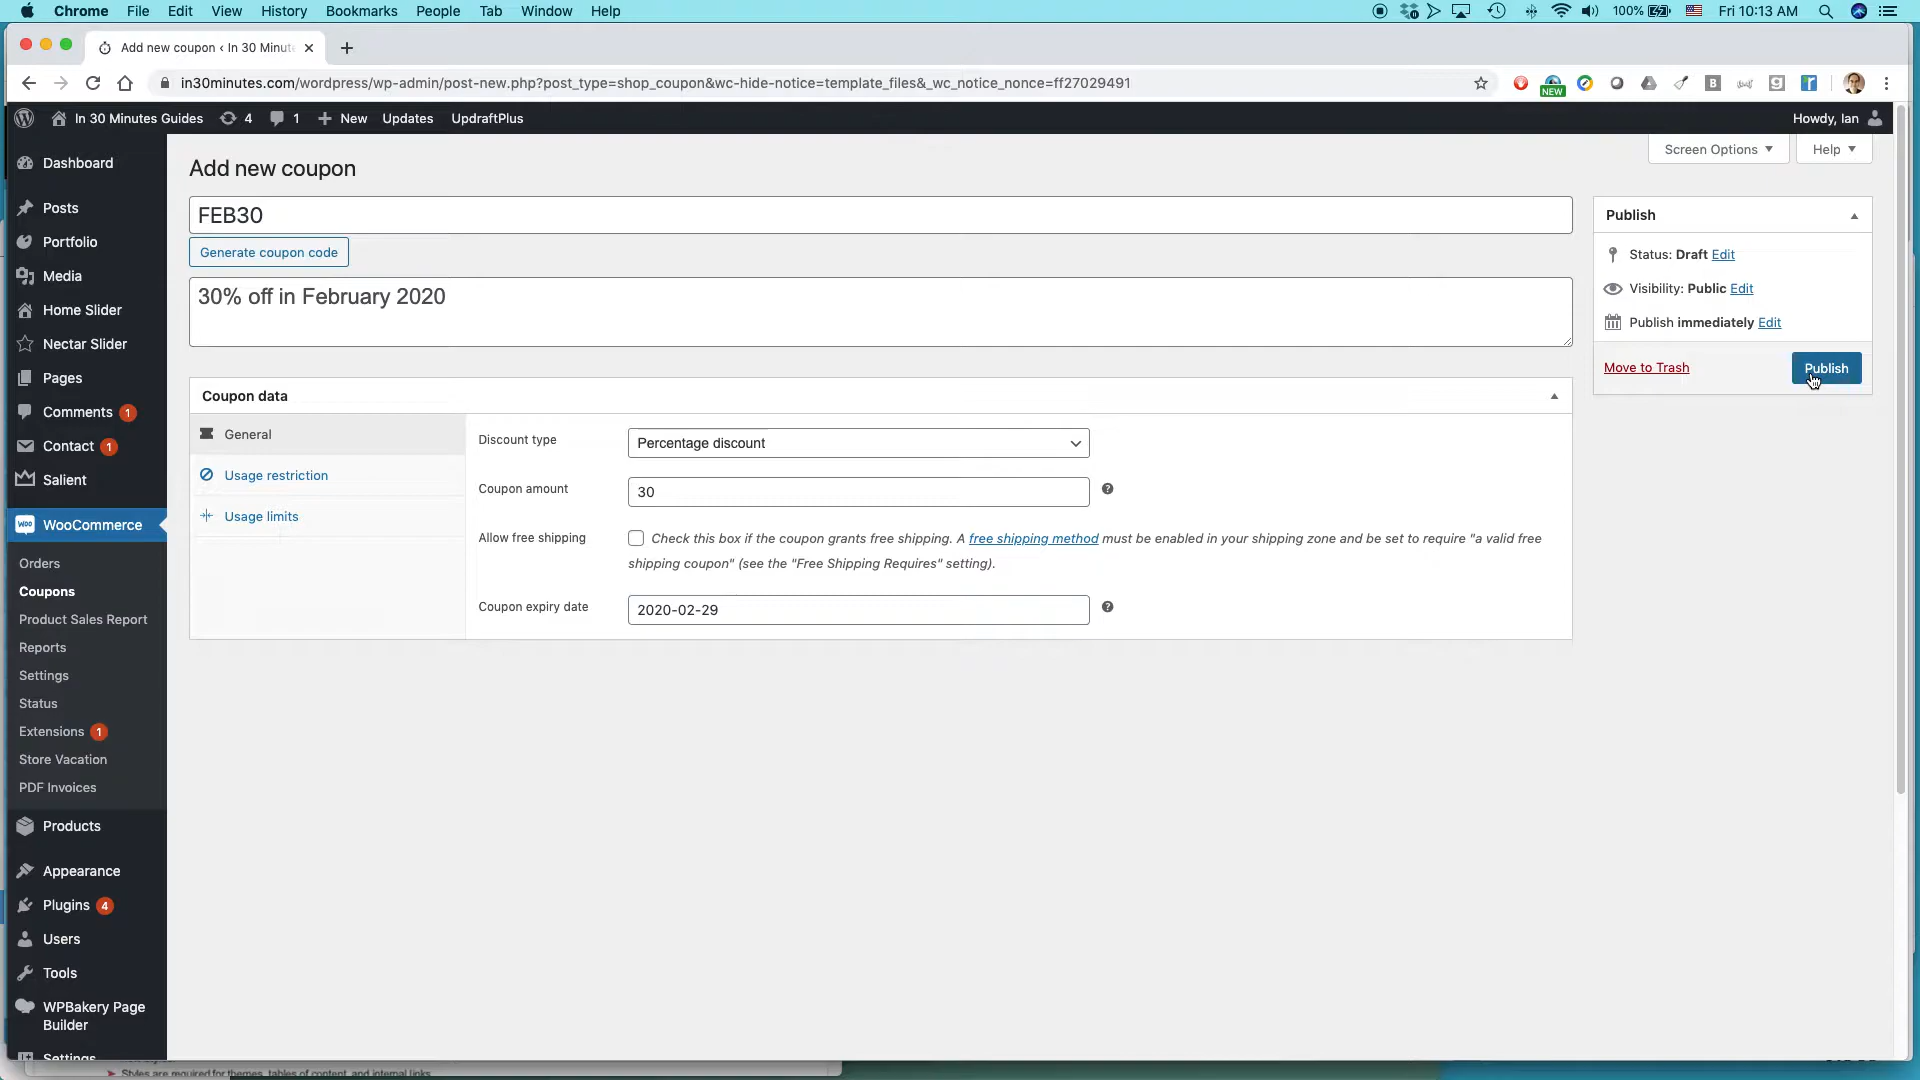 Chrome File Edit View History Bookmarks People Tab Window Help 100% Fri 10:13 AM
Add new coupon ‹ In 30 Minute
in30minutes.com/wordpress/wp-admin/post-new.php?post_type=shop_coupon&wc-hide-notice=template_files&_wc_notice_nonce=ff27029491
NEW
B
In 30 Minutes Guides 4 1 New Updates UpdraftPlus Howdy, Ian
Screen Options Help
Dashboard
Posts
Portfolio
Media
Home Slider
Nectar Slider
Pages
Comments 1
Contact 1
Salient
WooCommerce
Orders
Coupons
Product Sales Report
Reports
Settings
Status
Extensions 1
Store Vacation
PDF Invoices
Products
Appearance
Plugins 4
Users
Tools
WPBakery Page
Builder
Settings
Add new coupon
FEB30
Generate coupon code
30% off in February 2020
Coupon data
General
Usage restriction
Usage limits
Discount type Percentage discount
Coupon amount 30
Allow free shipping Check this box if the coupon grants free shipping. A free shipping method must be enabled in your shipping zone and be set to require "a valid free
shipping coupon" (see the "Free Shipping Requires" setting).
Coupon expiry date 2020-02-29
Publish
Status: Draft Edit
Visibility: Public Edit
Publish immediately Edit
Move to Trash Publish
Styles are required for themes, tables of content, and internal links